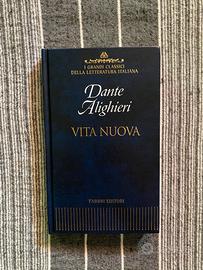 I GRANDI CLASSICI
DELLA LETTERATURA ITALIANA
Dante
Alighieri
VITA NUOVA
FABBRI EDITORI